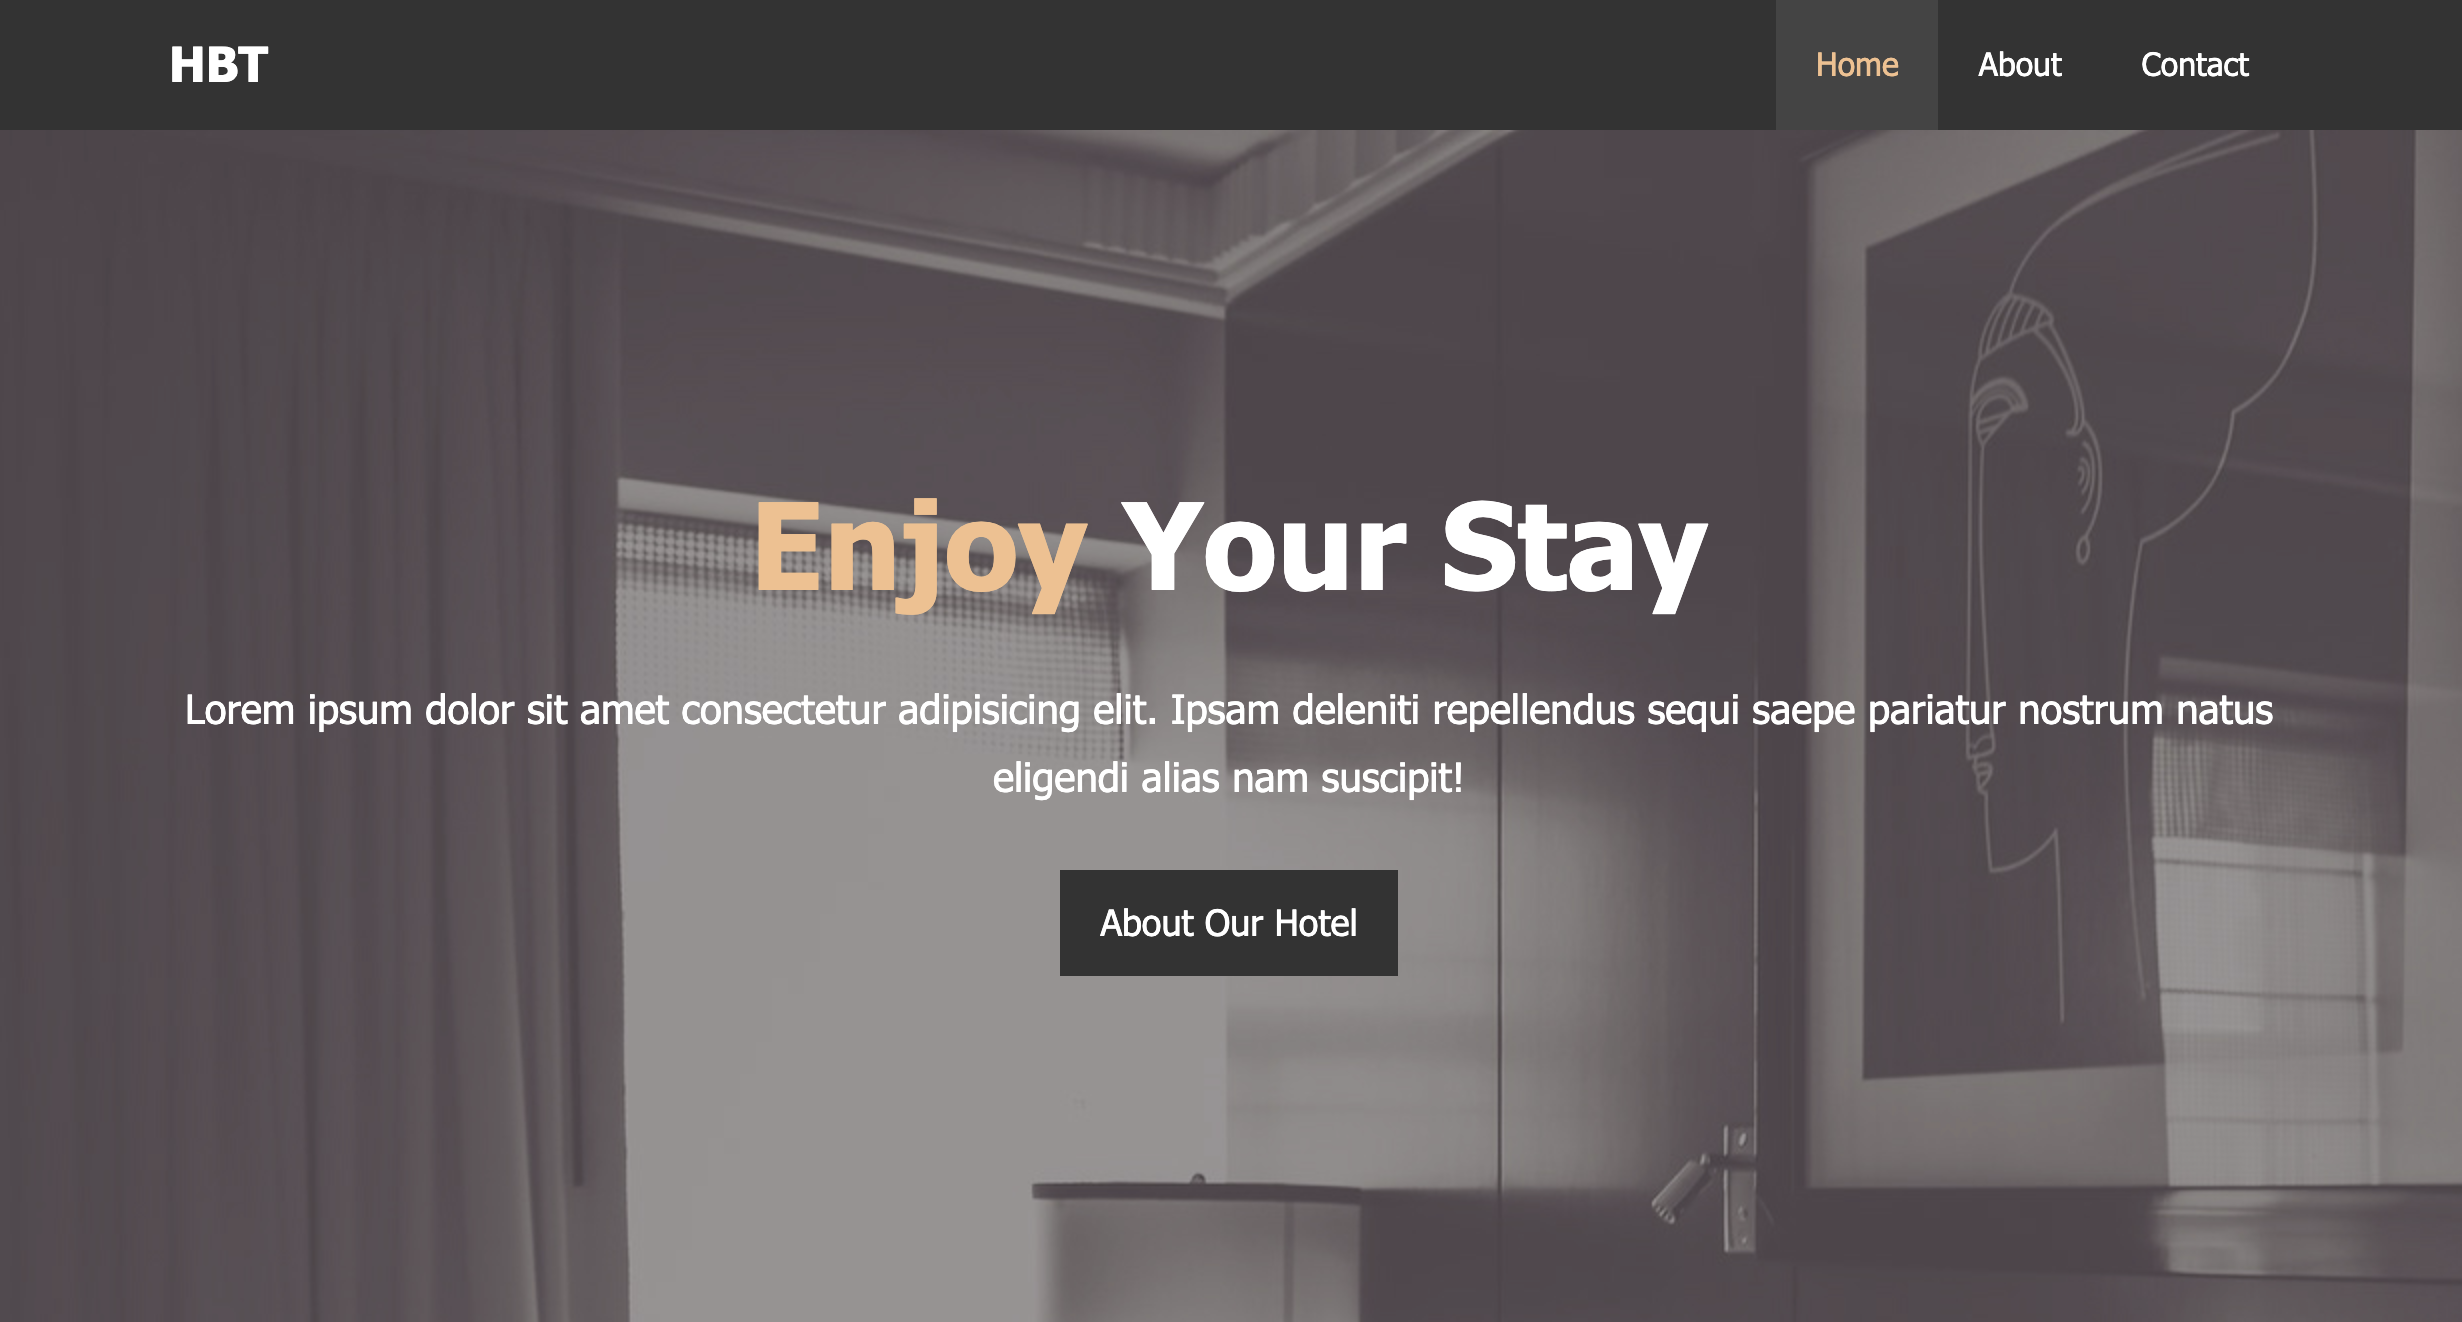 HBT
Home
About
Contact
Enjoy Your Stay
Lorem ipsum dolor sit amet consectetur adipisicing elit. Ipsam deleniti repellendus sequi saepe pariatur nostrum natus
eligendi alias nam suscipit!
About Our Hotel